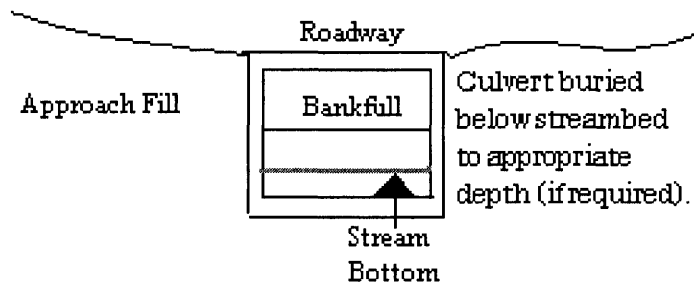 Roadway
Approach Fill
Bankfull
Culvert buried
below streambed
to appropriate
depth (if required).
Stream
Bottom